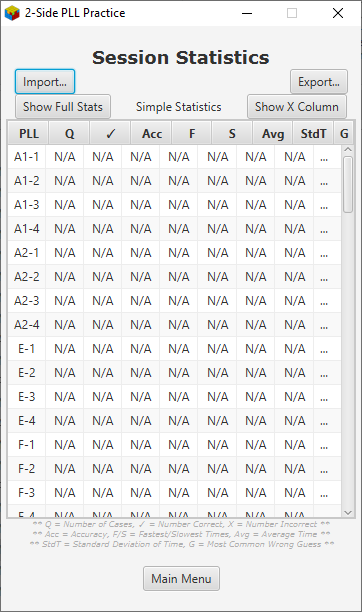 2-Side PLL Practice
Session Statistics
Import... Export...
Show Full Stats Simple Statistics Show X Column
PLL Q ✓ Acc F S Avg StdT G
A1-1 N/A N/A N/A N/A N/A N/A N/A ...
A1-2 N/A N/A N/A N/A N/A N/A N/A ...
A1-3 N/A N/A N/A N/A N/A N/A N/A ...
A1-4 N/A N/A N/A N/A N/A N/A N/A ...
A2-1 N/A N/A N/A N/A N/A N/A N/A ...
A2-2 N/A N/A N/A N/A N/A N/A N/A ...
A2-3 N/A N/A N/A N/A N/A N/A N/A ...
A2-4 N/A N/A N/A N/A N/A N/A N/A ...
E-1 N/A N/A N/A N/A N/A N/A N/A ...
E-2 N/A N/A N/A N/A N/A N/A N/A ...
E-3 N/A N/A N/A N/A N/A N/A N/A ...
E-4 N/A N/A N/A N/A N/A N/A N/A ...
F-1 N/A N/A N/A N/A N/A N/A N/A ...
F-2 N/A N/A N/A N/A N/A N/A N/A ...
F-3 N/A N/A N/A N/A N/A N/A N/A ...
F-4 N/A N/A N/A N/A N/A N/A N/A ...
** Q = Number of Cases, ✓ = Number Correct, X = Number Incorrect **
** Acc = Accuracy, F/S = Fastest/Slowest Times, Avg = Average Time **
** StdT = Standard Deviation of Time, G = Most Common Wrong Guess **
Main Menu